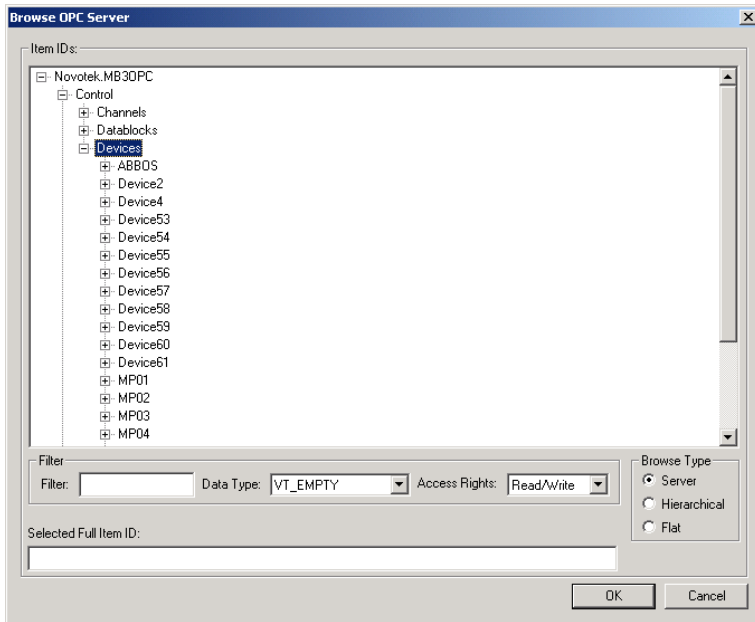 Browse OPC Server
Item IDs:
Novotek.MB3OPC
Control
Channels
Datablocks
Devices
ABBOS
Device2
Device4
Device53
Device54
Device55
Device56
Device57
Device58
Device59
Device60
Device61
MP01
MP02
MP03
MP04
Filter
Filter:
Data Type: VT_EMPTY
Access Rights: Read/Write
Browse Type
Server
Hierarchical
Flat
Selected Full Item ID:
OK Cancel